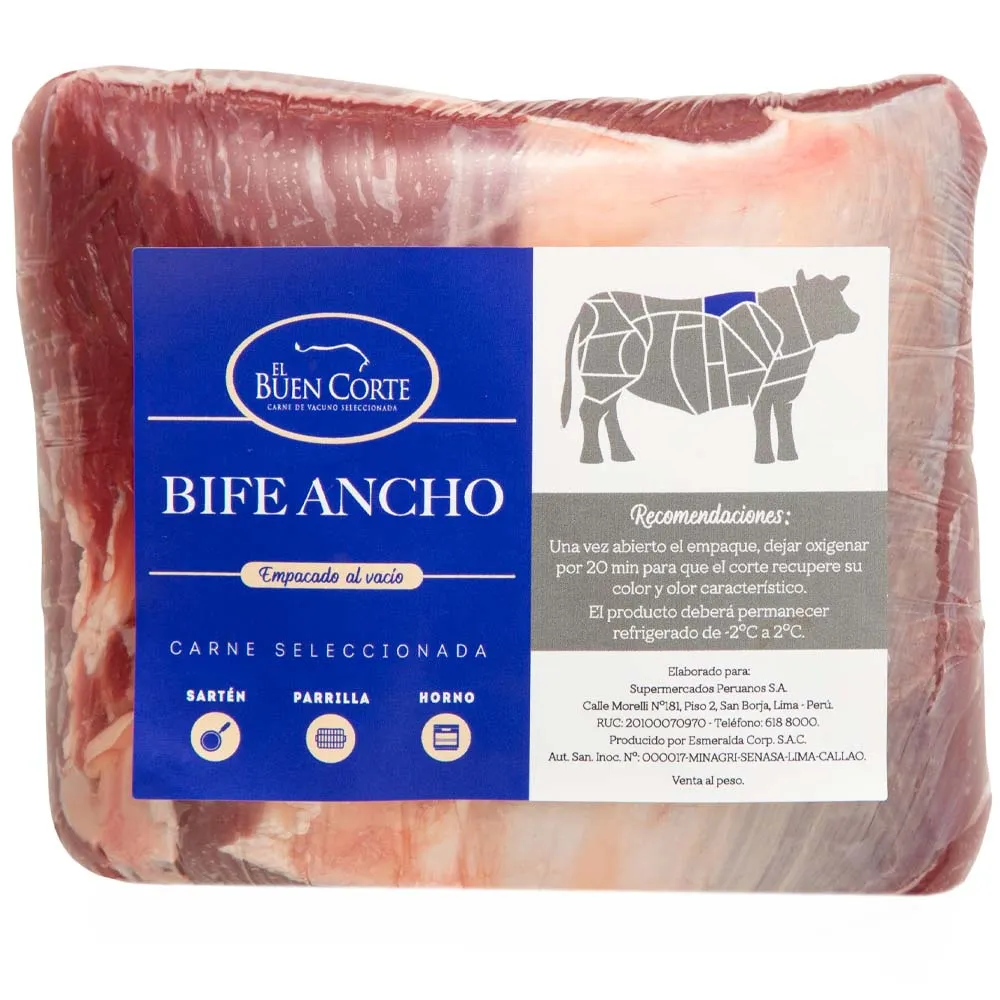 EL
BUEN CORTE
CARNE DE VACUNO SELECCIONADA
BIFE ANCHO
Empacado al vacío
CARNE SELECCIONADA
SARTÉN PARRILLA HORNO
Recomendaciones:
Una vez abierto el empaque, dejar oxigenar
por 20 min para que el corte recupere su
color y olor característico.
El producto deberá permanecer
refrigerado de -2°C a 2°C.
Elaborado para:
Supermercados Peruanos S.A.
Calle Morelli N°181, Piso 2, San Borja, Lima - Perú.
RUC: 20100070970 - Teléfono: 618 8000.
Producido por Esmeralda Corp. S.A.C.
Aut. San. Inoc. N°: 000017-MINAGRI-SENASA-LIMA-CALLAO.
Venta al peso.